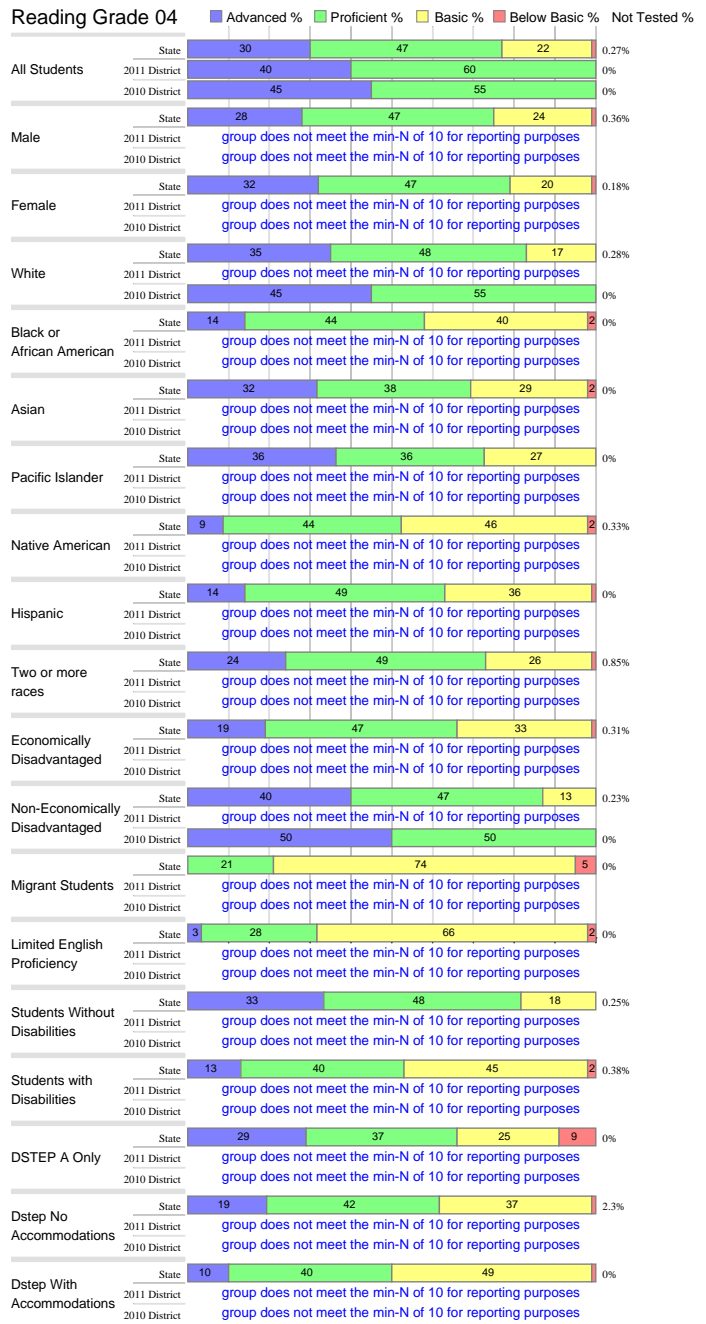 Reading Grade 04 Advanced % Proficient % Basic % Below Basic % Not Tested %
All Students
State 30 47 22 0.27%
2011 District 40 60 0%
2010 District 45 55 0%
Male
State 28 47 24 0.36%
2011 District group does not meet the min-N of 10 for reporting purposes
2010 District group does not meet the min-N of 10 for reporting purposes
Female
State 32 47 20 0.18%
2011 District group does not meet the min-N of 10 for reporting purposes
2010 District group does not meet the min-N of 10 for reporting purposes
White
State 35 48 17 0.28%
2011 District group does not meet the min-N of 10 for reporting purposes
2010 District 45 55 0%
Black or
African American
State 14 44 40 2 0%
2011 District group does not meet the min-N of 10 for reporting purposes
2010 District group does not meet the min-N of 10 for reporting purposes
Asian
State 32 38 29 2 0%
2011 District group does not meet the min-N of 10 for reporting purposes
2010 District group does not meet the min-N of 10 for reporting purposes
Pacific Islander
State 36 36 27 0%
2011 District group does not meet the min-N of 10 for reporting purposes
2010 District group does not meet the min-N of 10 for reporting purposes
Native American
State 9 44 46 2 0.33%
2011 District group does not meet the min-N of 10 for reporting purposes
2010 District group does not meet the min-N of 10 for reporting purposes
Hispanic
State 14 49 36 0%
2011 District group does not meet the min-N of 10 for reporting purposes
2010 District group does not meet the min-N of 10 for reporting purposes
Two or more
races
State 24 49 26 0.85%
2011 District group does not meet the min-N of 10 for reporting purposes
2010 District group does not meet the min-N of 10 for reporting purposes
Economically
Disadvantaged
State 19 47 33 0.31%
2011 District group does not meet the min-N of 10 for reporting purposes
2010 District group does not meet the min-N of 10 for reporting purposes
Non-Economically
Disadvantaged
State 40 47 13 0.23%
2011 District group does not meet the min-N of 10 for reporting purposes
2010 District 50 50 0%
Migrant Students
State 21 74 5 0%
2011 District group does not meet the min-N of 10 for reporting purposes
2010 District group does not meet the min-N of 10 for reporting purposes
Limited English
Proficiency
State 3 28 66 2 0%
2011 District group does not meet the min-N of 10 for reporting purposes
2010 District group does not meet the min-N of 10 for reporting purposes
Students Without
Disabilities
State 33 48 18 0.25%
2011 District group does not meet the min-N of 10 for reporting purposes
2010 District group does not meet the min-N of 10 for reporting purposes
Students with
Disabilities
State 13 40 45 2 0.38%
2011 District group does not meet the min-N of 10 for reporting purposes
2010 District group does not meet the min-N of 10 for reporting purposes
DSTEP A Only
State 29 37 25 9 0%
2011 District group does not meet the min-N of 10 for reporting purposes
2010 District group does not meet the min-N of 10 for reporting purposes
Dstep No
Accommodations
State 19 42 37 2.3%
2011 District group does not meet the min-N of 10 for reporting purposes
2010 District group does not meet the min-N of 10 for reporting purposes
Dstep With
Accommodations
State 10 40 49 0%
2011 District group does not meet the min-N of 10 for reporting purposes
2010 District group does not meet the min-N of 10 for reporting purposes